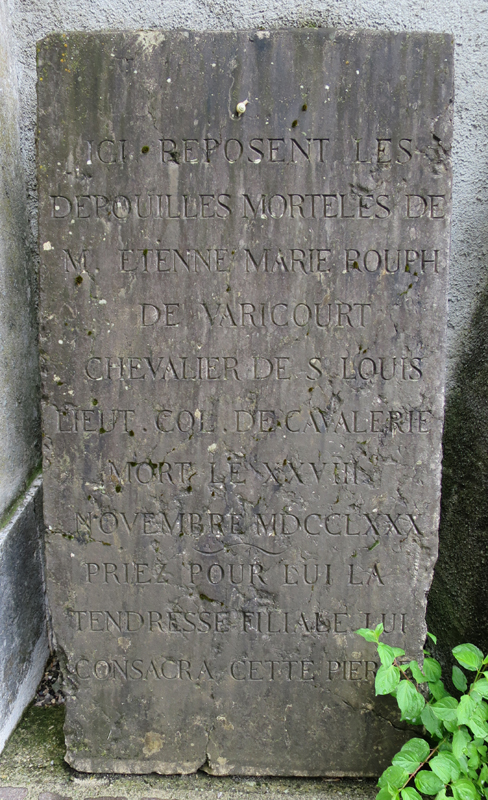 ICI REPOSENT LES
DEPOUILLES MORTELES DE
M. ETIENNE MARIE ROUPH
DE VARICOURT
CHEVALIER DE S. LOUIS
LIEUT. COL. DE CAVALERIE
MORT LE XXVIII
NOVEMBRE MDCCLXXX
PRIEZ POUR LUI LA
TENDRESSE FILIALE LUI
CONSACRA CETTE PIER